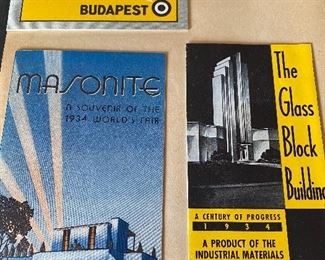 BUDAPEST
MASONITE
A SOUVENIR OF THE
1934 WORLD'S FAIR
The
Glass
Block
Building
A CENTURY OF PROGRESS
1934
A PRODUCT OF THE
INDUSTRIAL MATERIALS